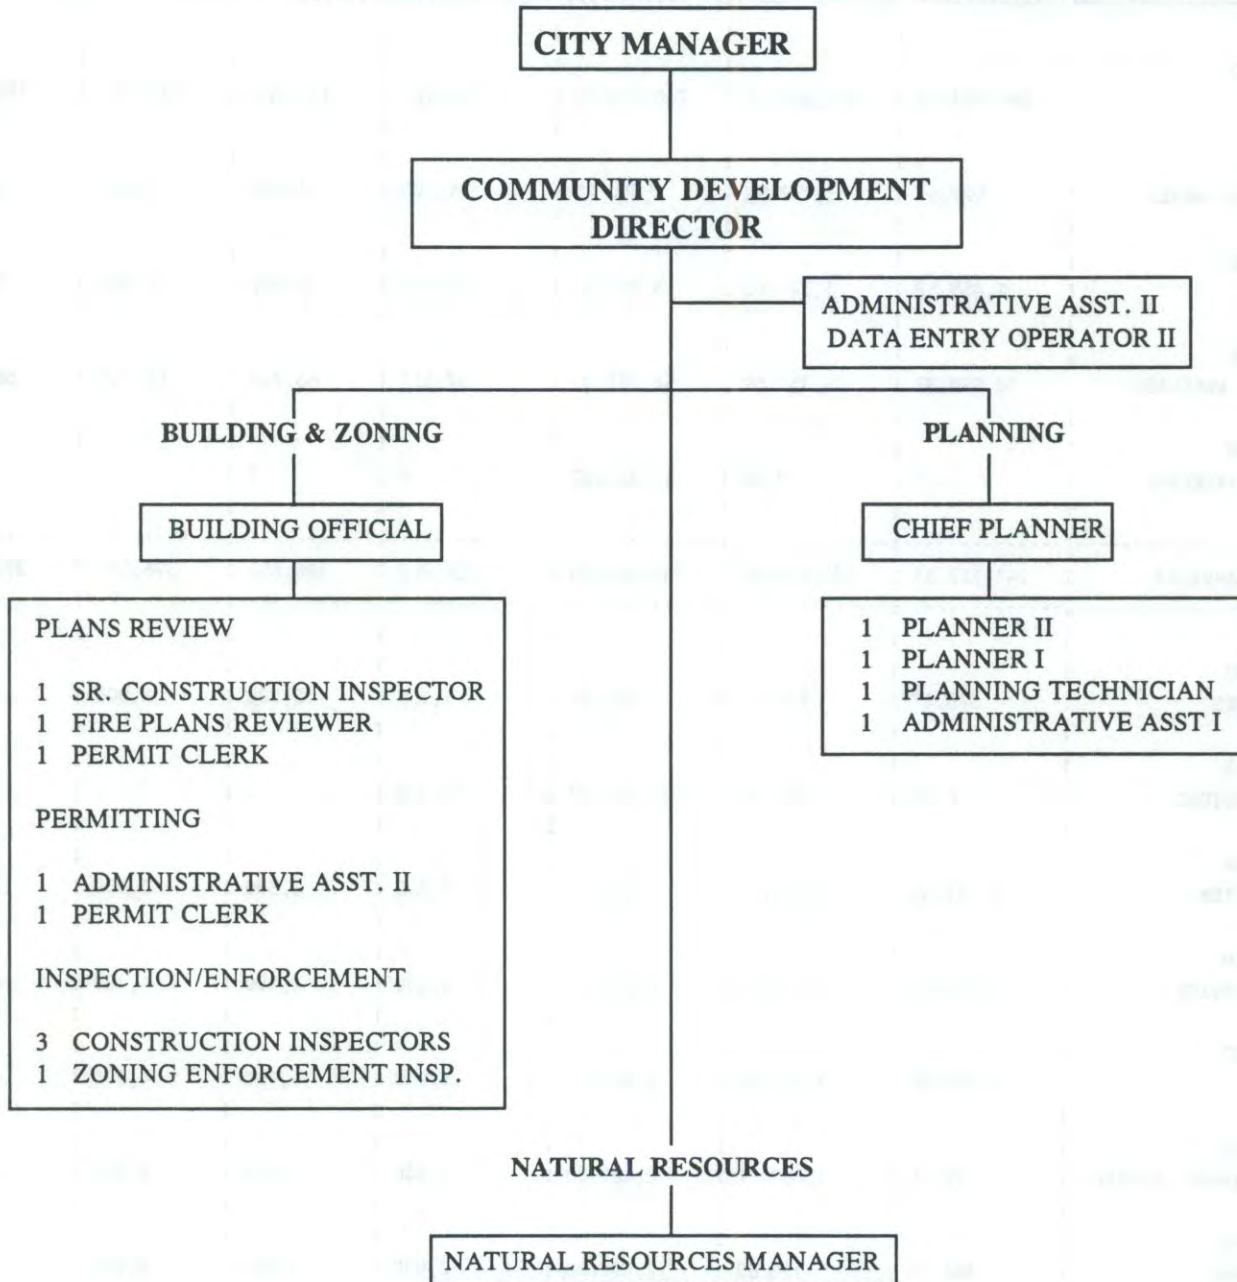 CITY MANAGER
COMMUNITY DEVELOPMENT
DIRECTOR
ADMINISTRATIVE ASST. II
DATA ENTRY OPERATOR II
BUILDING & ZONING
BUILDING OFFICIAL
PLANS REVIEW
1 SR. CONSTRUCTION INSPECTOR
1 FIRE PLANS REVIEWER
1 PERMIT CLERK
PERMITTING
1 ADMINISTRATIVE ASST. II
1 PERMIT CLERK
INSPECTION/ENFORCEMENT
3 CONSTRUCTION INSPECTORS
1 ZONING ENFORCEMENT INSP.
PLANNING
CHIEF PLANNER
1 PLANNER II
1 PLANNER I
1 PLANNING TECHNICIAN
1 ADMINISTRATIVE ASST I
NATURAL RESOURCES
NATURAL RESOURCES MANAGER